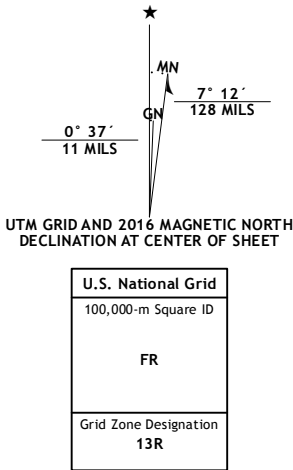 ★
MN
7° 12´
128 MILS
GN
0° 37´
11 MILS
UTM GRID AND 2016 MAGNETIC NORTH
DECLINATION AT CENTER OF SHEET
U.S. National Grid
100,000-m Square ID
FR
Grid Zone Designation
13R